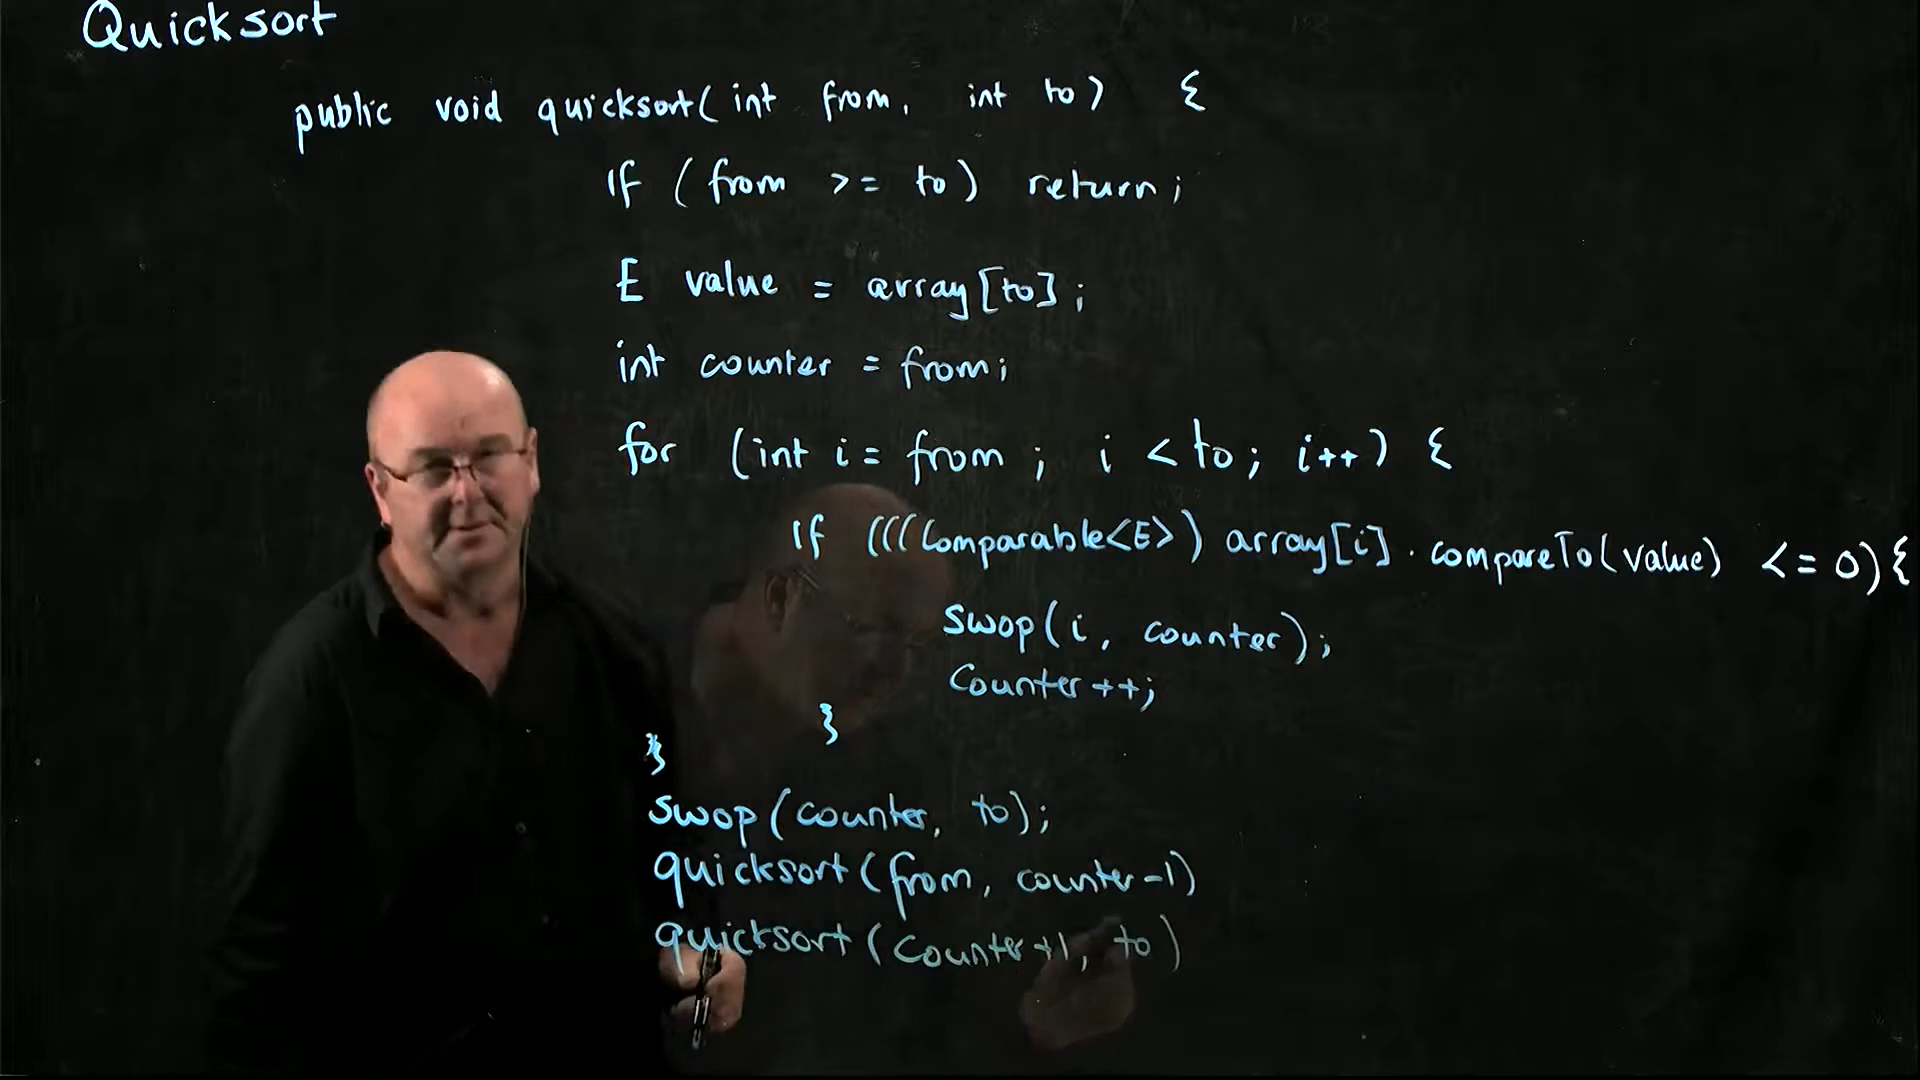 Quicksort
public void quicksort(int from, int to) {
If (from >= to) return;
E value = array[to];
int counter = from;
for (int i = from ; i < to ; i++) {
If (((Comparable<E>) array[i] . compareTo(value) <= 0) {
swop(i, counter);
Counter ++;
}
}
swop(counter, to);
quicksort(from, counter-1)
quicksort(counter+1, to)